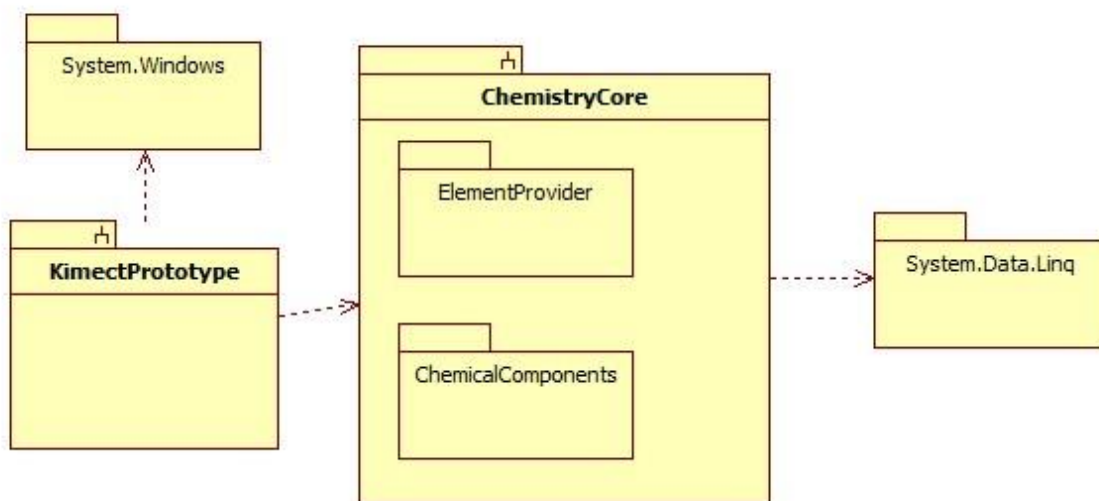 System.Windows
ChemistryCore
ElementProvider
KimectPrototype
System.Data.Linq
ChemicalComponents